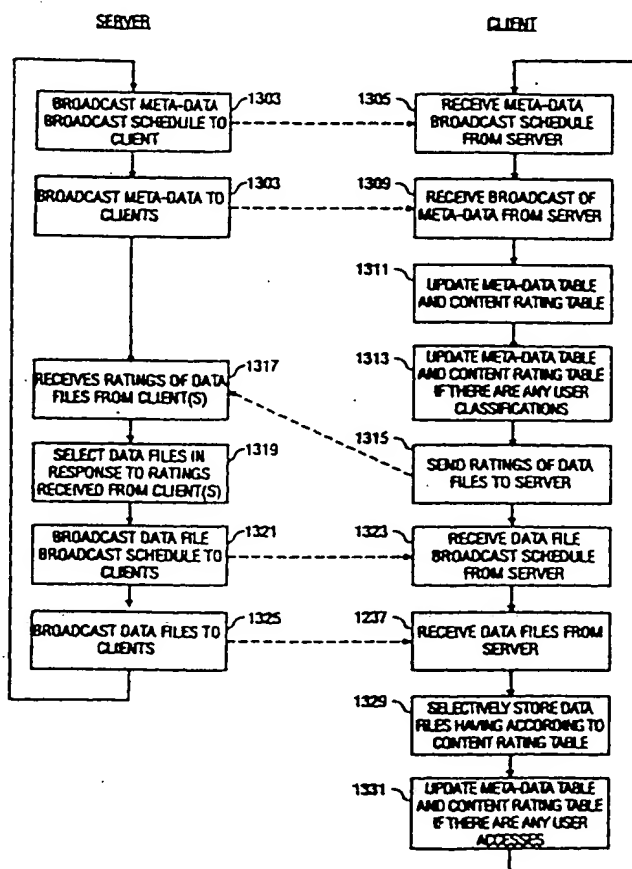 SERVER
CLIENT
BROADCAST META-DATA
BROADCAST SCHEDULE TO
CLIENT
1303
1305
RECEIVE META-DATA
BROADCAST SCHEDULE
FROM SERVER
BROADCAST META-DATA TO
CLIENTS
1303
1309
RECEIVE BROADCAST OF
META-DATA FROM SERVER
1311
UPDATE META-DATA TABLE
AND CONTENT RATING TABLE
1313
UPDATE META-DATA TABLE
AND CONTENT RATING TABLE
IF THERE ARE ANY USER
CLASSIFICATIONS
RECEIVES RATINGS OF DATA
FILES FROM CLIENT(S)
1317
1315
SEND RATINGS OF DATA
FILES TO SERVER
SELECT DATA FILES IN
RESPONSE TO RATINGS
RECEIVED FROM CLIENT(S)
1319
BROADCAST DATA FILE
BROADCAST SCHEDULE TO
CLIENTS
1321
1323
RECEIVE DATA FILE
BROADCAST SCHEDULE
FROM SERVER
BROADCAST DATA FILES TO
CLIENTS
1325
1237
RECEIVE DATA FILES FROM
SERVER
1329
SELECTIVELY STORE DATA
FILES HAVING ACCORDING TO
CONTENT RATING TABLE
1331
UPDATE META-DATA TABLE
AND CONTENT RATING TABLE
IF THERE ARE ANY USER
ACCESSES